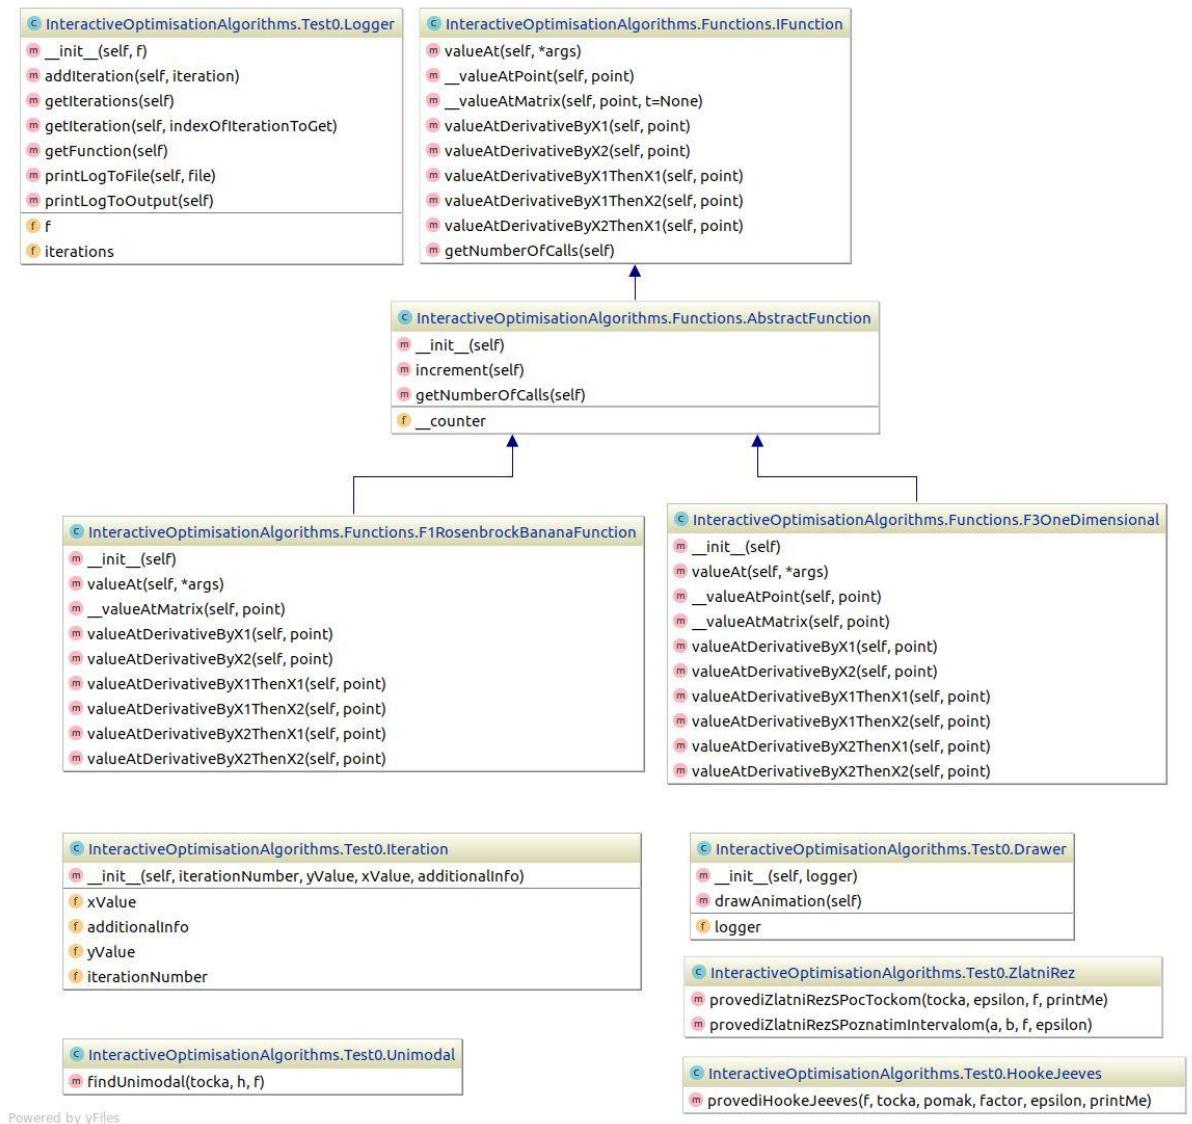 InteractiveOptimisationAlgorithms.Test0.Logger
__init__(self, f)
addIteration(self, iteration)
getIterations(self)
getIteration(self, indexOfIterationToGet)
getFunction(self)
printLogToFile(self, file)
printLogToOutput(self)
f
iterations
InteractiveOptimisationAlgorithms.Functions.IFunction
valueAt(self, *args)
__valueAtPoint(self, point)
__valueAtMatrix(self, point, t=None)
valueAtDerivativeByX1(self, point)
valueAtDerivativeByX2(self, point)
valueAtDerivativeByX1ThenX1(self, point)
valueAtDerivativeByX1ThenX2(self, point)
valueAtDerivativeByX2ThenX1(self, point)
getNumberOfCalls(self)
InteractiveOptimisationAlgorithms.Functions.AbstractFunction
__init__(self)
increment(self)
getNumberOfCalls(self)
__counter
InteractiveOptimisationAlgorithms.Functions.F1RosenbrockBananaFunction
__init__(self)
valueAt(self, *args)
__valueAtMatrix(self, point)
valueAtDerivativeByX1(self, point)
valueAtDerivativeByX2(self, point)
valueAtDerivativeByX1ThenX1(self, point)
valueAtDerivativeByX1ThenX2(self, point)
valueAtDerivativeByX2ThenX1(self, point)
valueAtDerivativeByX2ThenX2(self, point)
InteractiveOptimisationAlgorithms.Functions.F3OneDimensional
__init__(self)
valueAt(self, *args)
__valueAtPoint(self, point)
__valueAtMatrix(self, point)
valueAtDerivativeByX1(self, point)
valueAtDerivativeByX2(self, point)
valueAtDerivativeByX1ThenX1(self, point)
valueAtDerivativeByX1ThenX2(self, point)
valueAtDerivativeByX2ThenX1(self, point)
valueAtDerivativeByX2ThenX2(self, point)
InteractiveOptimisationAlgorithms.Test0.Iteration
__init__(self, iterationNumber, yValue, xValue, additionalInfo)
xValue
additionalInfo
yValue
iterationNumber
InteractiveOptimisationAlgorithms.Test0.Drawer
__init__(self, logger)
drawAnimation(self)
logger
InteractiveOptimisationAlgorithms.Test0.ZlatniRez
provediZlatniRezSPocTockom(tocka, epsilon, f, printMe)
provediZlatniRezSPoznatimIntervalom(a, b, f, epsilon)
InteractiveOptimisationAlgorithms.Test0.Unimodal
findUnimodal(tocka, h, f)
InteractiveOptimisationAlgorithms.Test0.HookeJeeves
provediHookeJeeves(f, tocka, pomak, factor, epsilon, printMe)
Powered by yFiles